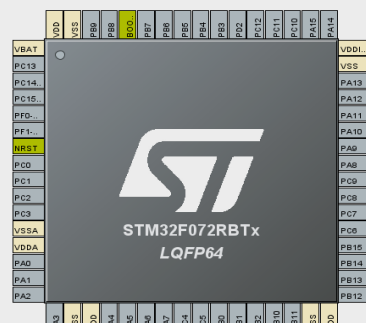 VDD VSS PB9 PB8 BOO.. PB7 PB6 PB5 PB4 PB3 PD2 PC12 PC11 PC10 PA15 PA14
VBAT
PC13
PC14..
PC15..
PF0-..
PF1-..
NRST
PC0
PC1
PC2
PC3
VSSA
VDDA
PA0
PA1
PA2
ST
STM32F072RBTx
LQFP64
VDDI..
VSS
PA13
PA12
PA11
PA10
PA9
PA8
PC9
PC8
PC7
PC6
PB15
PB14
PB13
PB12